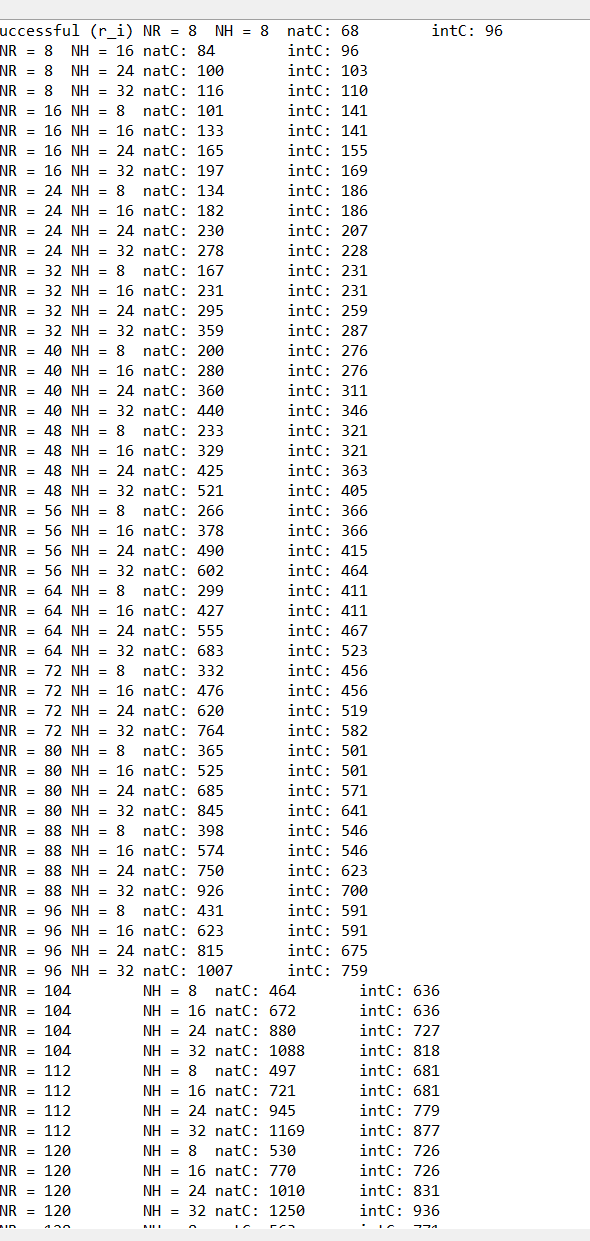 uccessful (r_i) NR = 8 NH = 8 natC: 68 intC: 96
NR = 8 NH = 16 natC: 84 intC: 96
NR = 8 NH = 24 natC: 100 intC: 103
NR = 8 NH = 32 natC: 116 intC: 110
NR = 16 NH = 8 natC: 101 intC: 141
NR = 16 NH = 16 natC: 133 intC: 141
NR = 16 NH = 24 natC: 165 intC: 155
NR = 16 NH = 32 natC: 197 intC: 169
NR = 24 NH = 8 natC: 134 intC: 186
NR = 24 NH = 16 natC: 182 intC: 186
NR = 24 NH = 24 natC: 230 intC: 207
NR = 24 NH = 32 natC: 278 intC: 228
NR = 32 NH = 8 natC: 167 intC: 231
NR = 32 NH = 16 natC: 231 intC: 231
NR = 32 NH = 24 natC: 295 intC: 259
NR = 32 NH = 32 natC: 359 intC: 287
NR = 40 NH = 8 natC: 200 intC: 276
NR = 40 NH = 16 natC: 280 intC: 276
NR = 40 NH = 24 natC: 360 intC: 311
NR = 40 NH = 32 natC: 440 intC: 346
NR = 48 NH = 8 natC: 233 intC: 321
NR = 48 NH = 16 natC: 329 intC: 321
NR = 48 NH = 24 natC: 425 intC: 363
NR = 48 NH = 32 natC: 521 intC: 405
NR = 56 NH = 8 natC: 266 intC: 366
NR = 56 NH = 16 natC: 378 intC: 366
NR = 56 NH = 24 natC: 490 intC: 415
NR = 56 NH = 32 natC: 602 intC: 464
NR = 64 NH = 8 natC: 299 intC: 411
NR = 64 NH = 16 natC: 427 intC: 411
NR = 64 NH = 24 natC: 555 intC: 467
NR = 64 NH = 32 natC: 683 intC: 523
NR = 72 NH = 8 natC: 332 intC: 456
NR = 72 NH = 16 natC: 476 intC: 456
NR = 72 NH = 24 natC: 620 intC: 519
NR = 72 NH = 32 natC: 764 intC: 582
NR = 80 NH = 8 natC: 365 intC: 501
NR = 80 NH = 16 natC: 525 intC: 501
NR = 80 NH = 24 natC: 685 intC: 571
NR = 80 NH = 32 natC: 845 intC: 641
NR = 88 NH = 8 natC: 398 intC: 546
NR = 88 NH = 16 natC: 574 intC: 546
NR = 88 NH = 24 natC: 750 intC: 623
NR = 88 NH = 32 natC: 926 intC: 700
NR = 96 NH = 8 natC: 431 intC: 591
NR = 96 NH = 16 natC: 623 intC: 591
NR = 96 NH = 24 natC: 815 intC: 675
NR = 96 NH = 32 natC: 1007 intC: 759
NR = 104 NH = 8 natC: 464 intC: 636
NR = 104 NH = 16 natC: 672 intC: 636
NR = 104 NH = 24 natC: 880 intC: 727
NR = 104 NH = 32 natC: 1088 intC: 818
NR = 112 NH = 8 natC: 497 intC: 681
NR = 112 NH = 16 natC: 721 intC: 681
NR = 112 NH = 24 natC: 945 intC: 779
NR = 112 NH = 32 natC: 1169 intC: 877
NR = 120 NH = 8 natC: 530 intC: 726
NR = 120 NH = 16 natC: 770 intC: 726
NR = 120 NH = 24 natC: 1010 intC: 831
NR = 120 NH = 32 natC: 1250 intC: 936